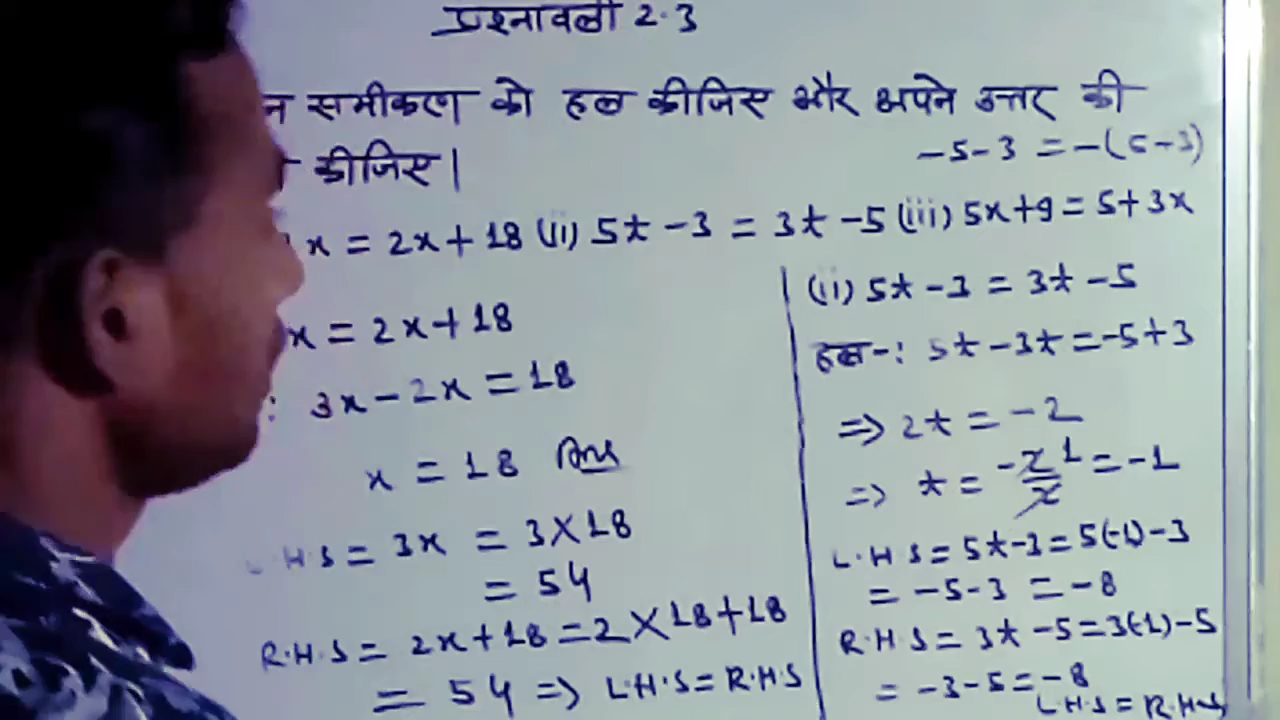 प्रश्नावली 2.3
समीकरण को हल कीजिए और अपने उत्तर की
कीजिए।
-5-3 = -(5-3)
x = 2x+18 (ii) 5t-3 = 3t-5 (iii) 5x+9 = 5+3x
x = 2x+18
: 3x-2x = 18
x = 18 Ans
L.H.S = 3x = 3×18
= 54
R.H.S = 2x+18 = 2×18+18
= 54 => L.H.S = R.H.S
(ii) 5t-3 = 3t-5
हल-: 5t-3t = -5+3
=> 2t = -2
=> t = -2 1/2 = -1
L.H.S = 5t-3 = 5(-1)-3
= -5-3 = -8
R.H.S = 3t-5 = 3(-1)-5
= -3-5 = -8
L.H.S = R.H.S